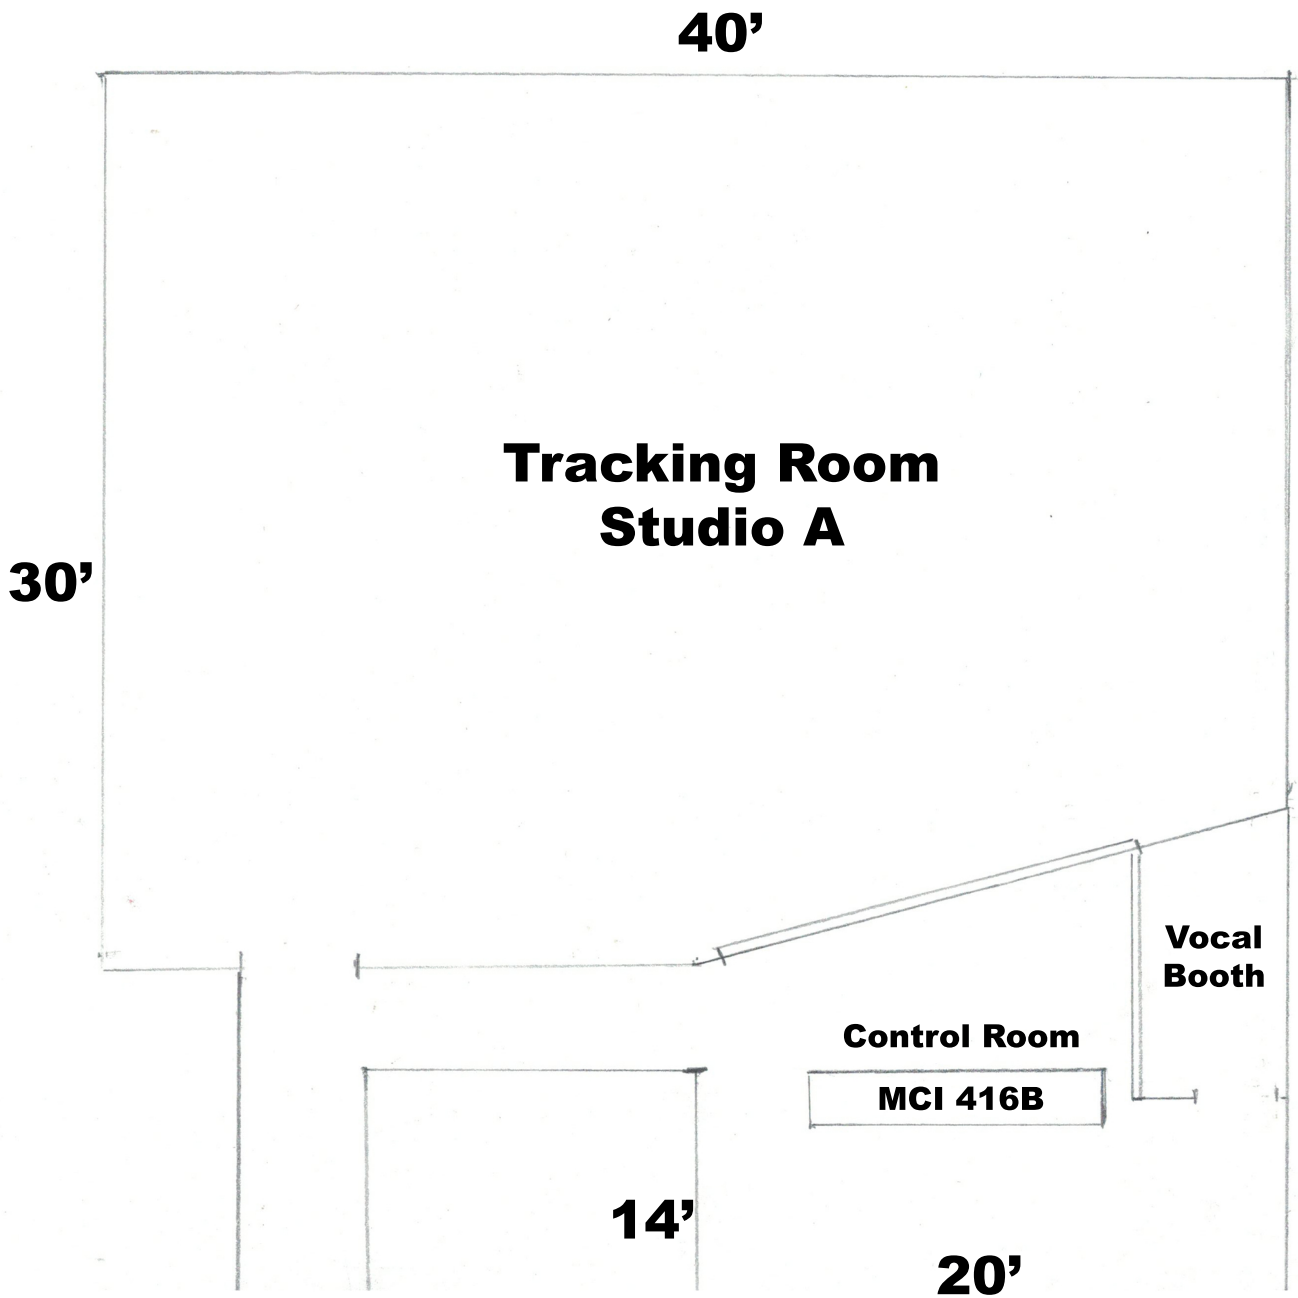 40’
Tracking Room
Studio A
30’
Vocal
Booth
Control Room
MCI 416B
14’
20’